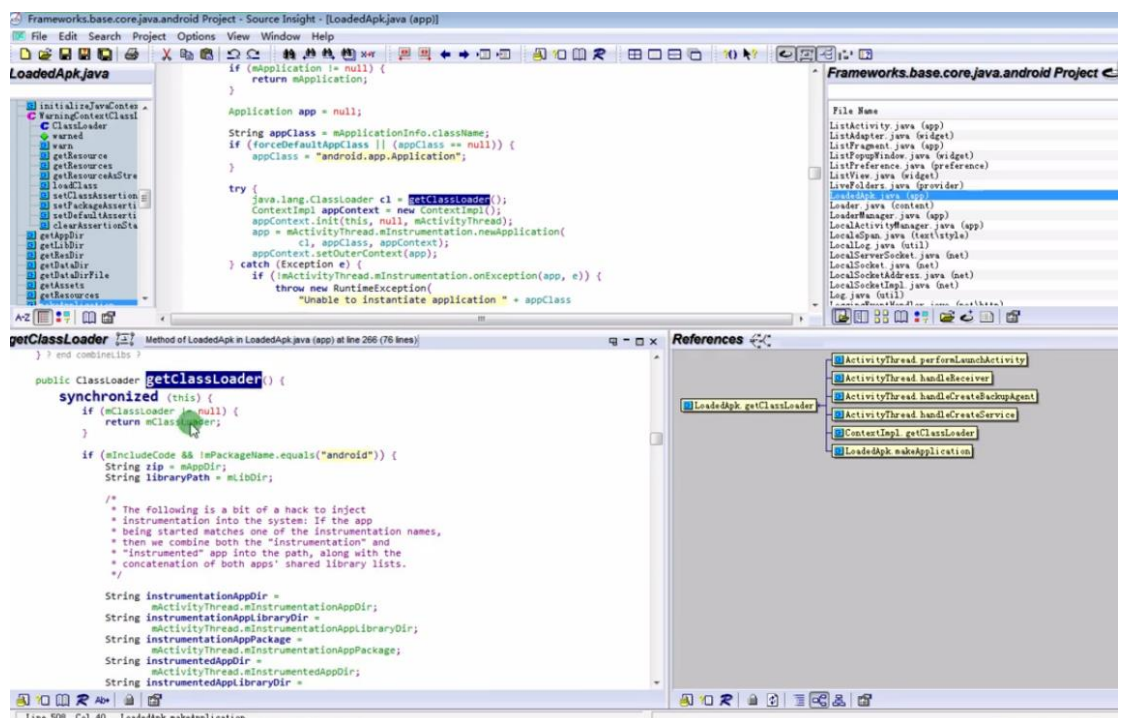 Frameworks.base.core.java.android Project - Source Insight - [LoadedApk.java (app)]
File Edit Search Project Options View Window Help
LoadedApk.java
initializeJavaContex
WarningContextClassl
ClassLoader
warned
warn
getResource
getResources
getResourceAsStre
loadClass
setClassAssertion
setPackageAsserti
setDefaultAsserti
clearAssertionSta
getAppDir
getLibDir
getResDir
getDataDir
getDataDirFile
getAssets
getResources
A-Z
if (mApplication != null) {
return mApplication;
}
Application app = null;
String appClass = mApplicationInfo.className;
if (forceDefaultAppClass || (appClass == null)) {
appClass = "android.app.Application";
}
try {
java.lang.ClassLoader cl = getClassLoader();
ContextImpl appContext = new ContextImpl();
appContext.init(this, null, mActivityThread);
app = mActivityThread.mInstrumentation.newApplication(
cl, appClass, appContext);
appContext.setOuterContext(app);
} catch (Exception e) {
if (!mActivityThread.mInstrumentation.onException(app, e)) {
throw new RuntimeException(
"Unable to instantiate application " + appClass
Frameworks.base.core.java.android Project
File Name
ListActivity.java (app)
ListAdapter.java (widget)
ListFragment.java (app)
ListPopupWindow.java (widget)
ListPreference.java (preference)
ListView.java (widget)
LiveFolders.java (provider)
LoadedApk.java (app)
Loader.java (content)
LoaderManager.java (app)
LocalActivityManager.java (app)
LocaleSpan.java (text\style)
LocalLog.java (util)
LocalServerSocket.java (net)
LocalSocket.java (net)
LocalSocketAddress.java (net)
LocalSocketImpl.java (net)
Log.java (util)
LoggingEventHandler.java (net\http)
getClassLoader Method of LoadedApk in LoadedApk.java (app) at line 266 (76 lines)
} ? end combineLibs ?
public ClassLoader getClassLoader() {
synchronized (this) {
if (mClassLoader != null) {
return mClassLoader;
}
if (mIncludeCode && !mPackageName.equals("android")) {
String zip = mAppDir;
String libraryPath = mLibDir;
/*
* The following is a bit of a hack to inject
* instrumentation into the system: If the app
* being started matches one of the instrumentation names,
* then we combine both the "instrumentation" and
* "instrumented" app into the path, along with the
* concatenation of both apps' shared library lists.
*/
String instrumentationAppDir =
mActivityThread.mInstrumentationAppDir;
String instrumentationAppLibraryDir =
mActivityThread.mInstrumentationAppLibraryDir;
String instrumentationAppPackage =
mActivityThread.mInstrumentationAppPackage;
String instrumentedAppDir =
mActivityThread.mInstrumentedAppDir;
String instrumentedAppLibraryDir =
References
LoadedApk.getClassLoader
ActivityThread.performLaunchActivity
ActivityThread.handleReceiver
ActivityThread.handleCreateBackupAgent
ActivityThread.handleCreateService
ContextImpl.getClassLoader
LoadedApk.makeApplication
Line 508 Col 40 LoadedApk.makeApplication